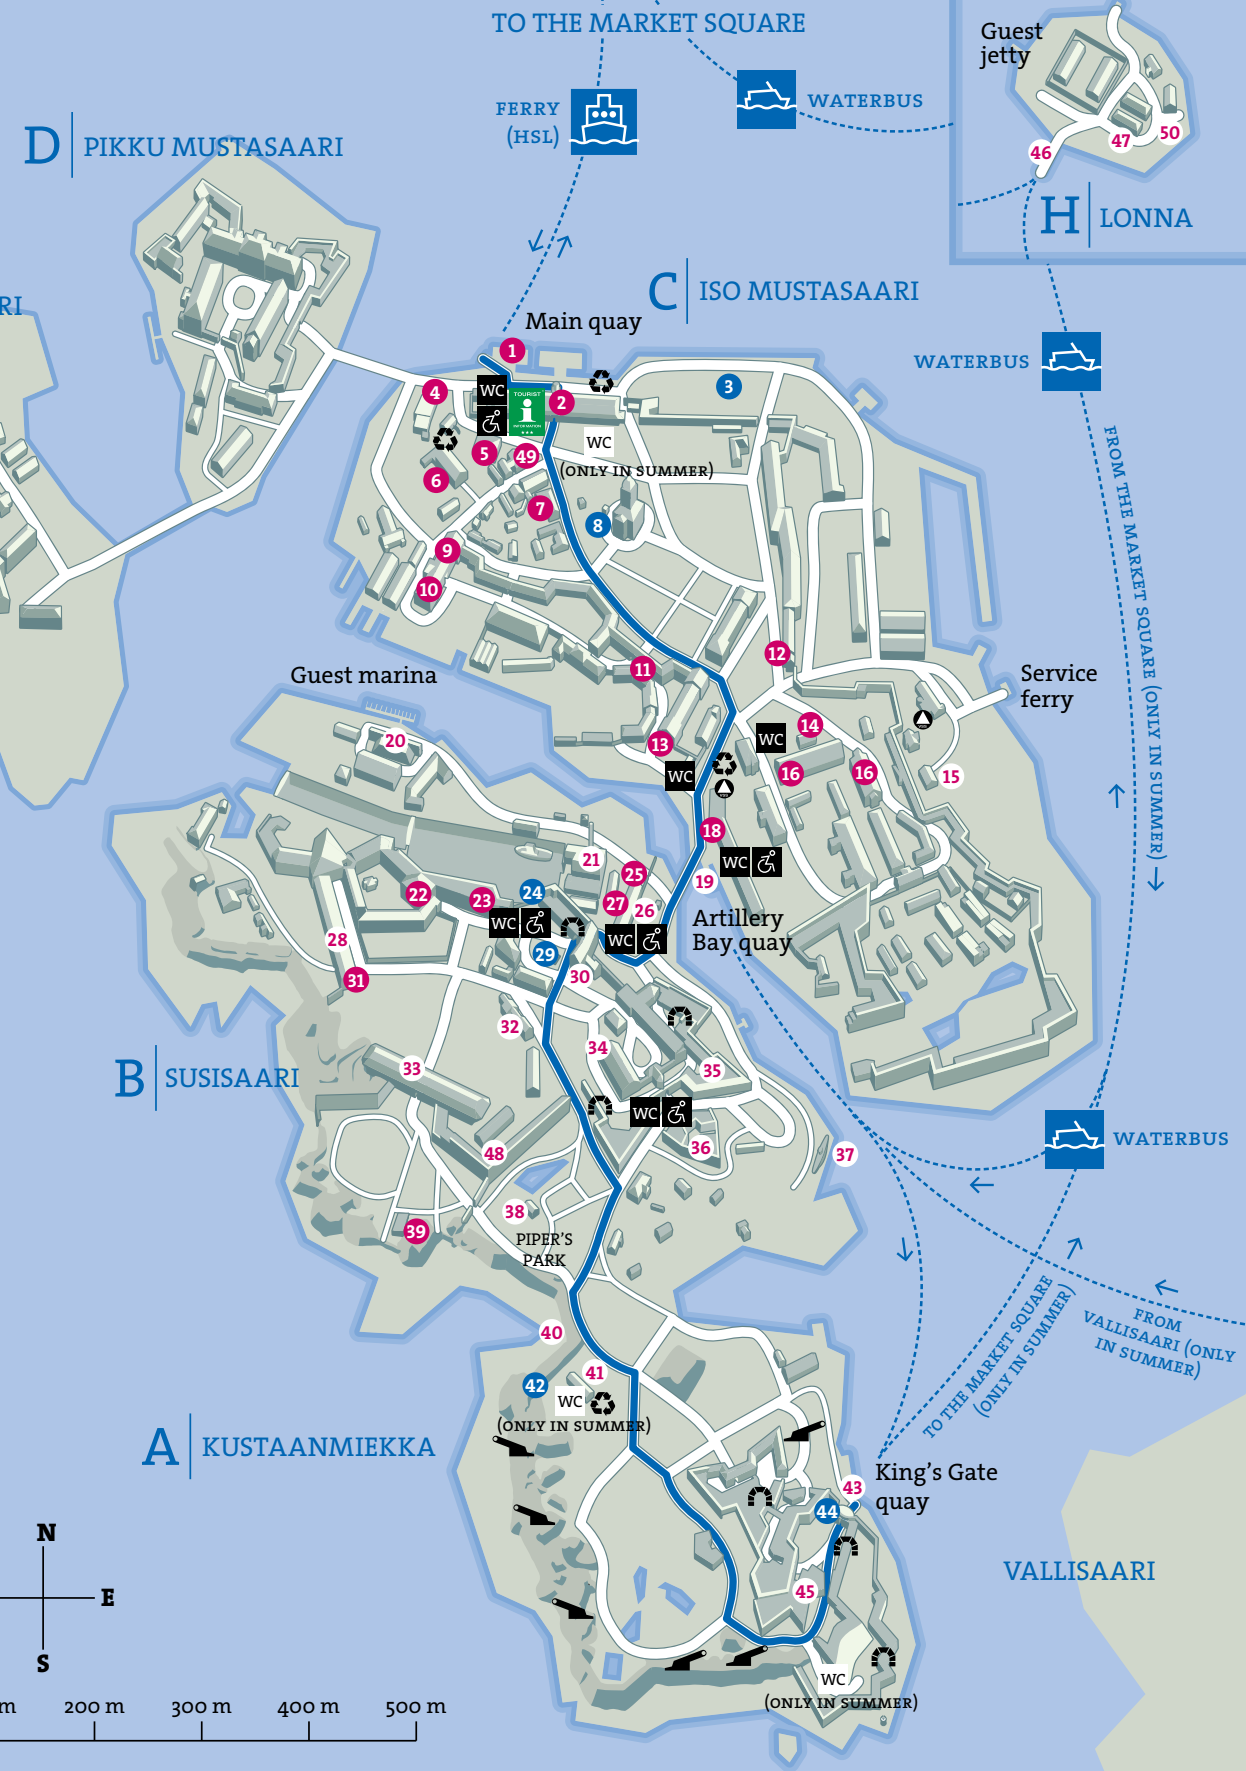 TO THE MARKET SQUARE
Guest
jetty
FERRY
(HSL)
WATERBUS
D PIKKU MUSTASAARI
46
47
50
H LONNA
C ISO MUSTASAARI
RI
Main quay
1
WATERBUS
3
4
WC
TOURIST
i
INFORMATION
2
WC
(ONLY IN SUMMER)
5
49
6
7
8
9
10
FROM THE MARKET SQUARE (ONLY IN SUMMER)
11
12
Guest marina
Service
ferry
20
13
WC
14
16
16
15
WC
18
21
25
WC
19
22
23
24
27
26
WC
WC
Artillery
Bay quay
28
29
30
31
32
34
33
35
B SUSISAARI
WC
36
37
WATERBUS
48
38
39
PIPER'S
PARK
FROM
VALLISAARI (ONLY
IN SUMMER)
TO THE MARKET SQUARE
(ONLY IN SUMMER)
40
41
42
WC
(ONLY IN SUMMER)
A KUSTAANMIEKKA
King's Gate
quay
43
44
45
VALLISAARI
N
E
S
WC
(ONLY IN SUMMER)
m
200 m
300 m
400 m
500 m